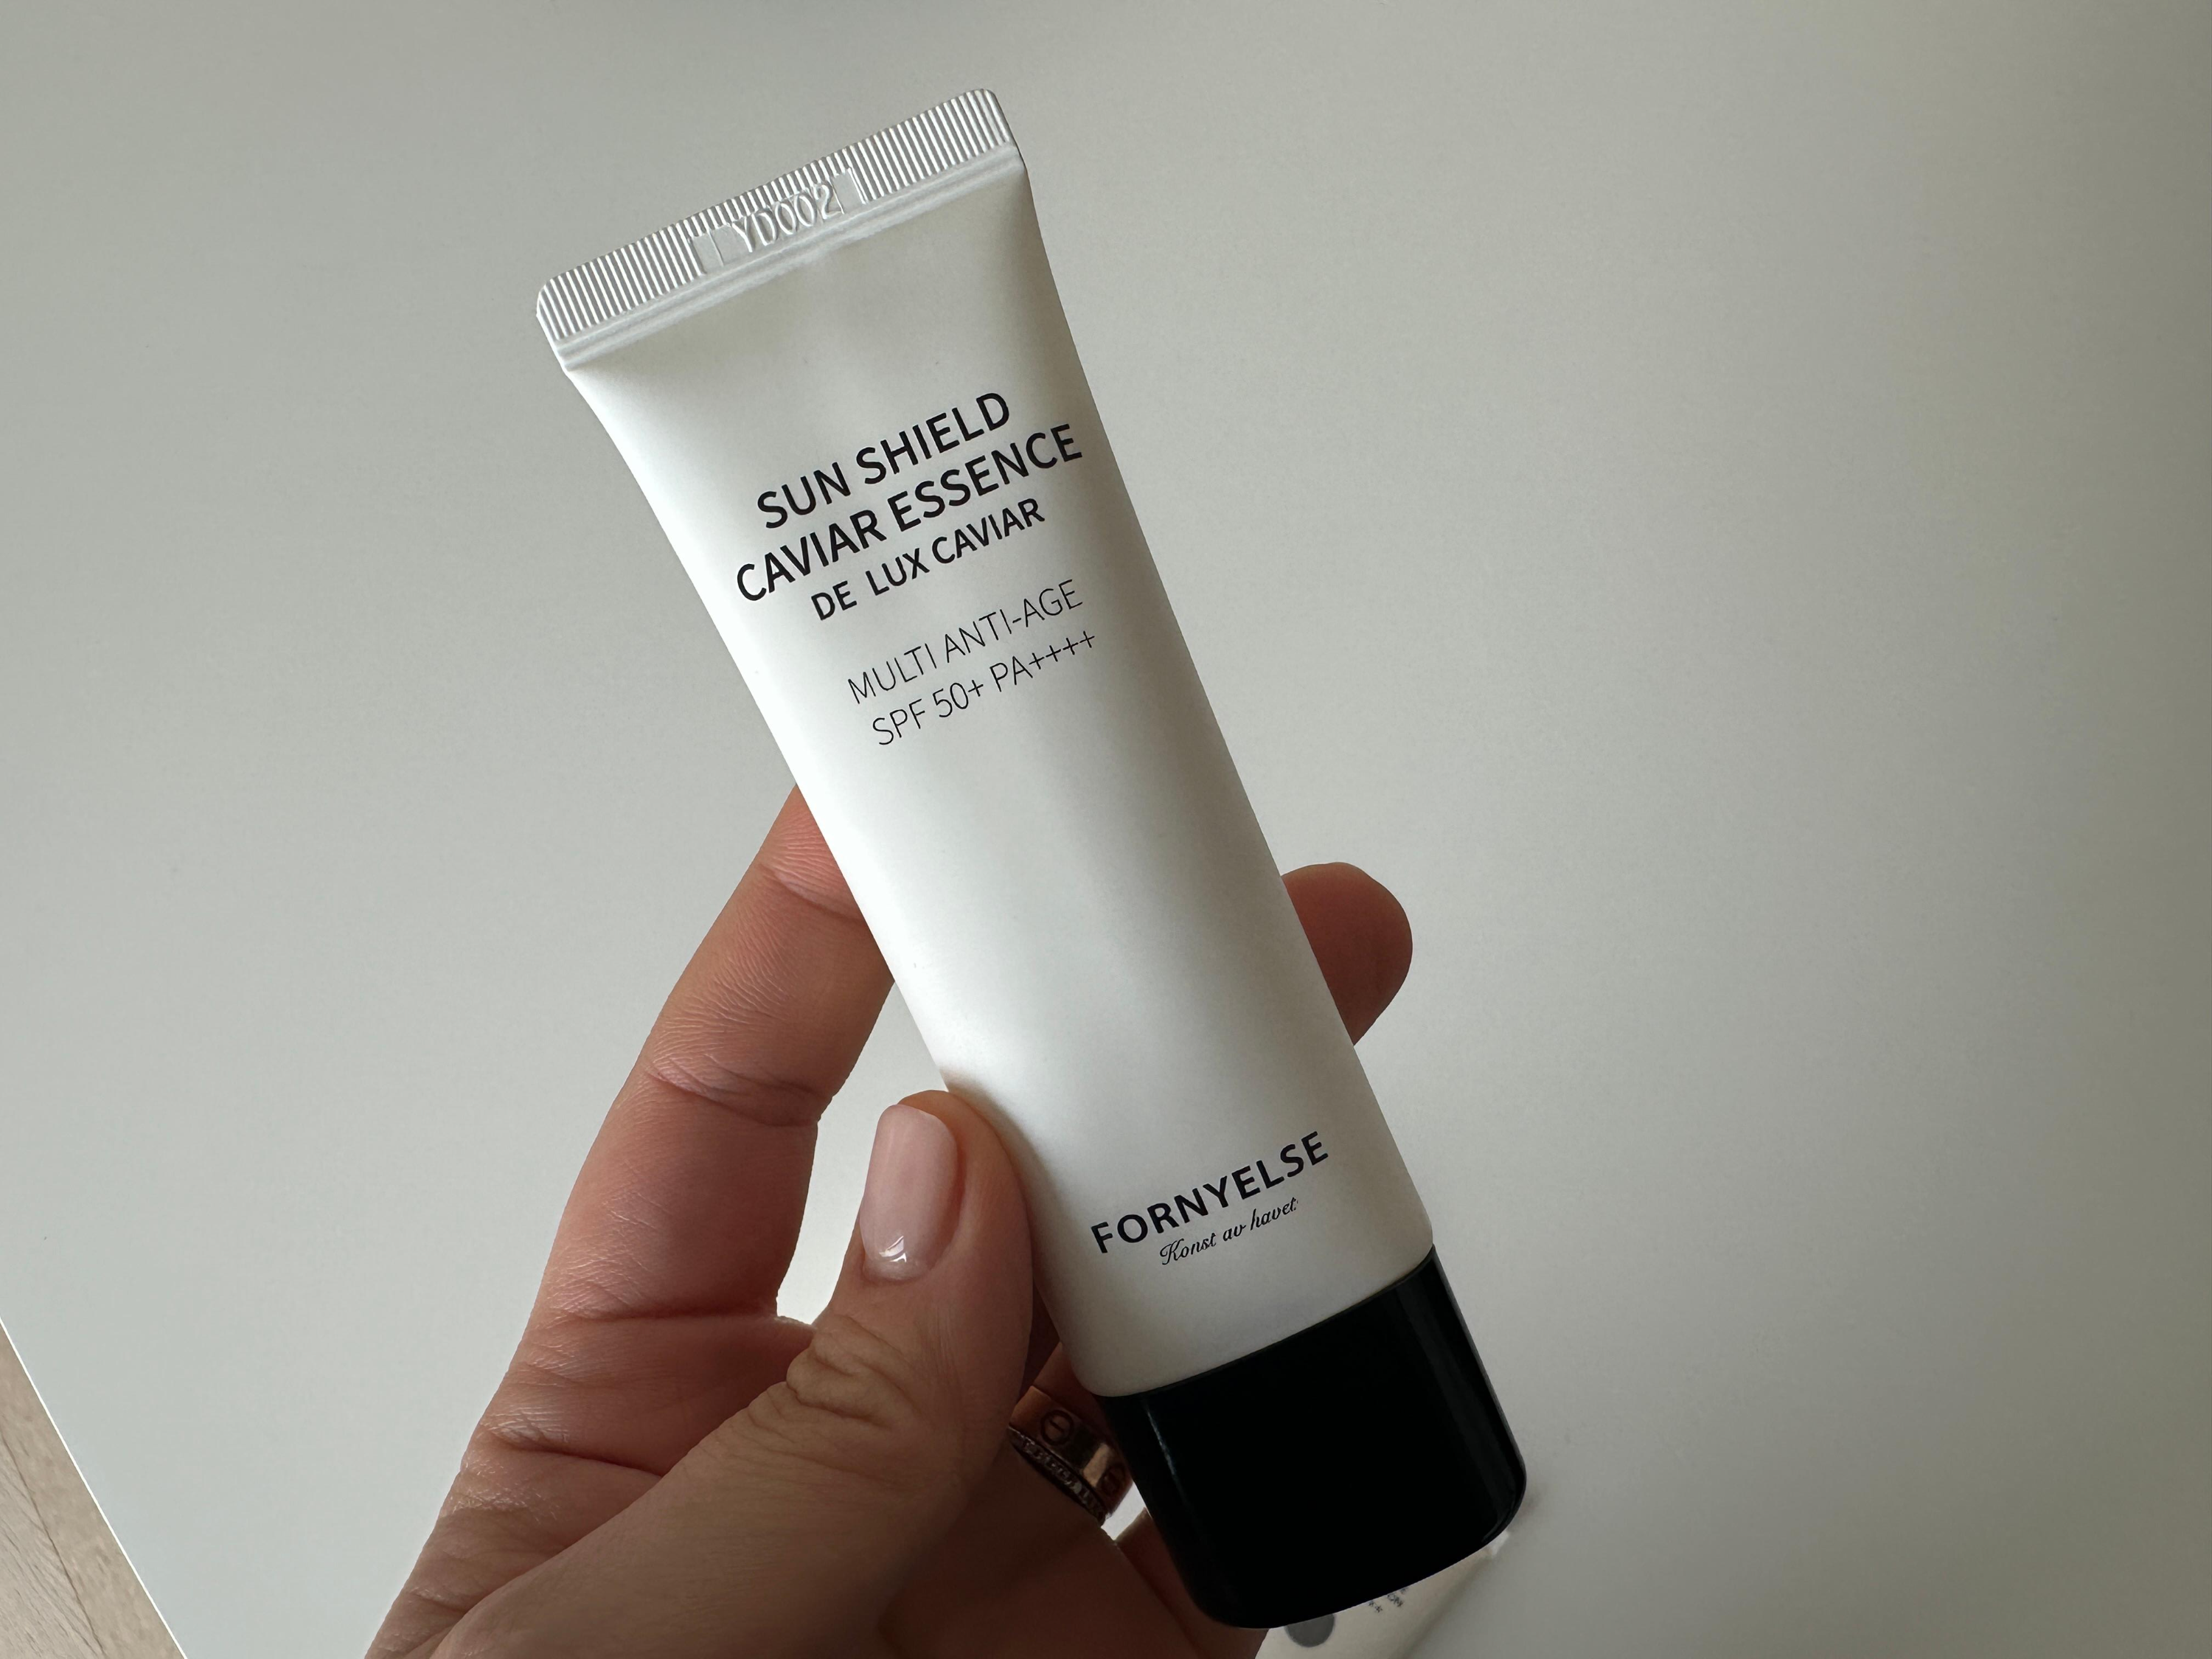 YD002
SUN SHIELD
CAVIAR ESSENCE
DE LUX CAVIAR
MULTI ANTI-AGE
SPF 50+ PA++++
FORNYELSE
Konst av havet